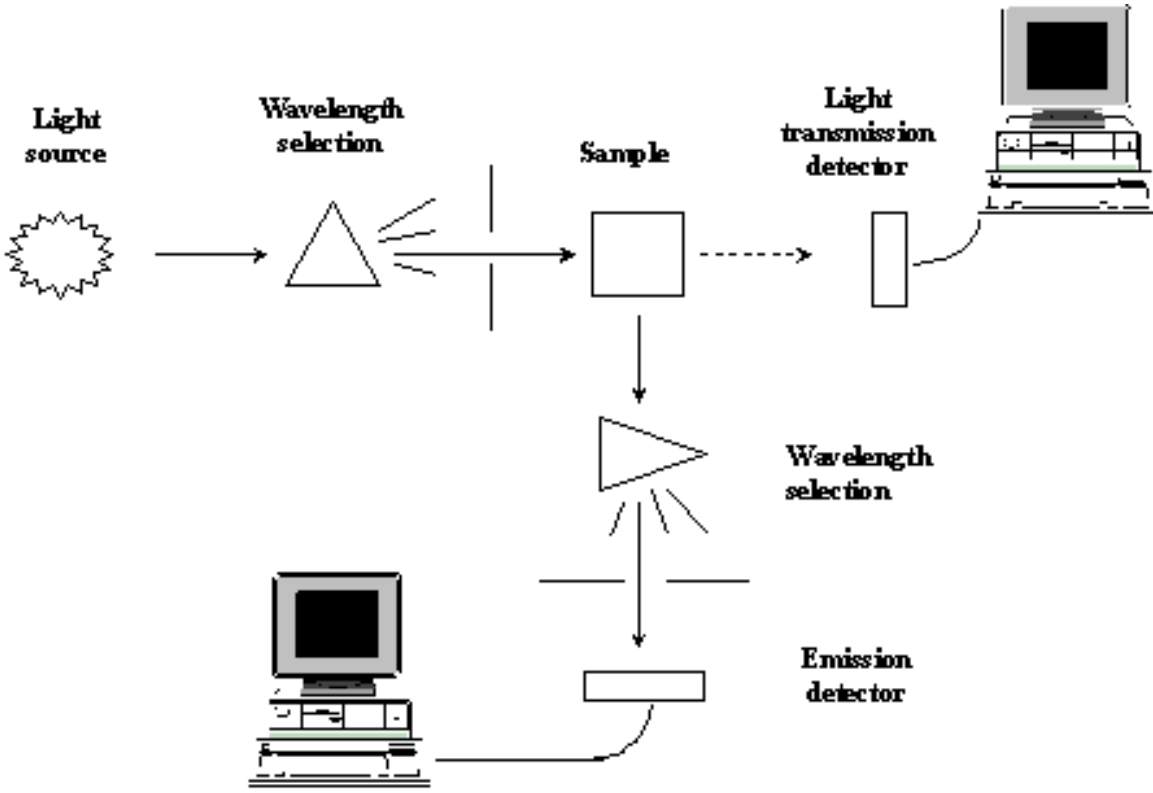 Light
source
Wavelength
selection
Sample
Light
transmission
detector
Wavelength
selection
Emission
detector